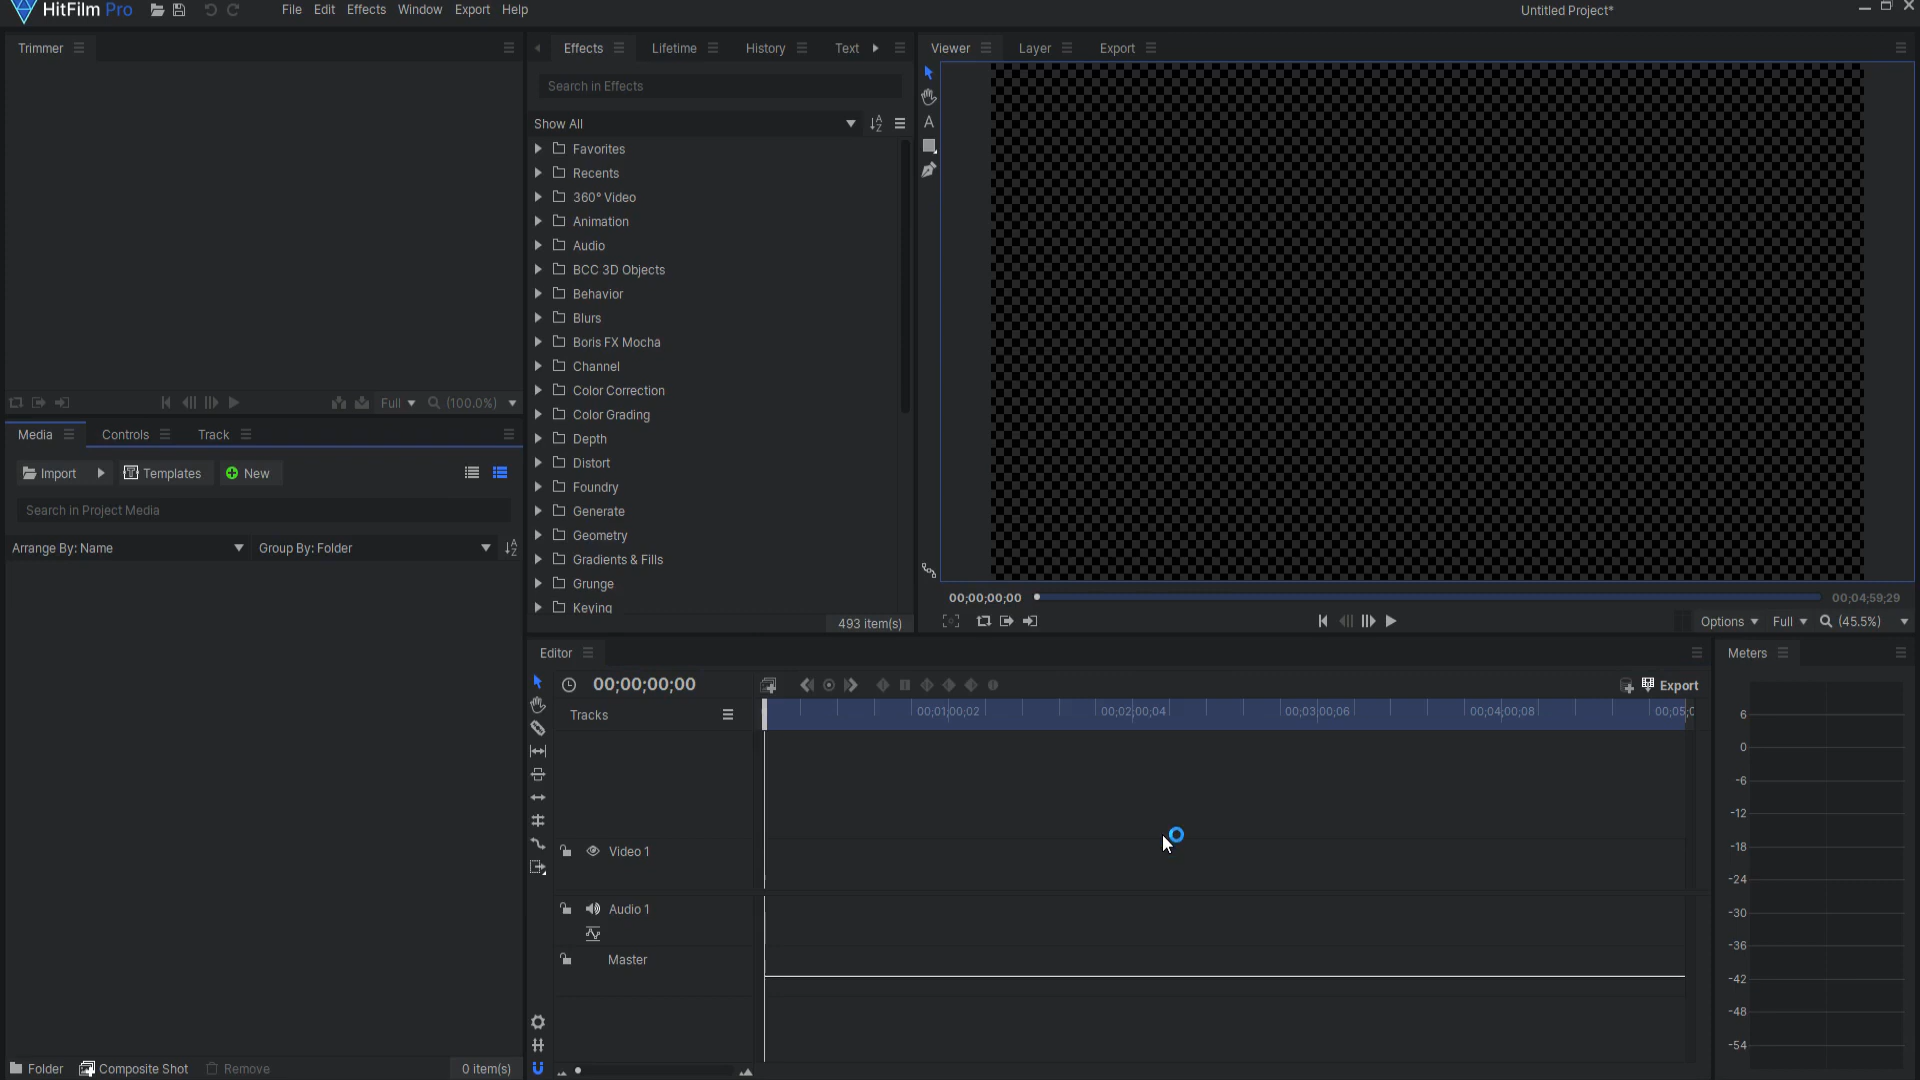 HitFilm Pro
File Edit Effects Window Export Help
Untitled Project*
Trimmer
Full (100.0%)
Media Controls Track
Import Templates New
Search in Project Media
Arrange By: Name Group By: Folder
Folder Composite Shot Remove 0 item(s)
Effects Lifetime History Text
Search in Effects
Show All
Favorites
Recents
360° Video
Animation
Audio
BCC 3D Objects
Behavior
Blurs
Boris FX Mocha
Channel
Color Correction
Color Grading
Depth
Distort
Foundry
Generate
Geometry
Gradients & Fills
Grunge
Keying
493 item(s)
Viewer Layer Export
00;00;00;00 00;04;59;29
Options Full (45.5%)
Editor
00;00;00;00 Export
Tracks 00;01;00;02 00;02;00;04 00;03;00;06 00;04;00;08 00;05;0
Video 1
Audio 1
Master
Meters
6
0
-6
-12
-18
-24
-30
-36
-42
-48
-54